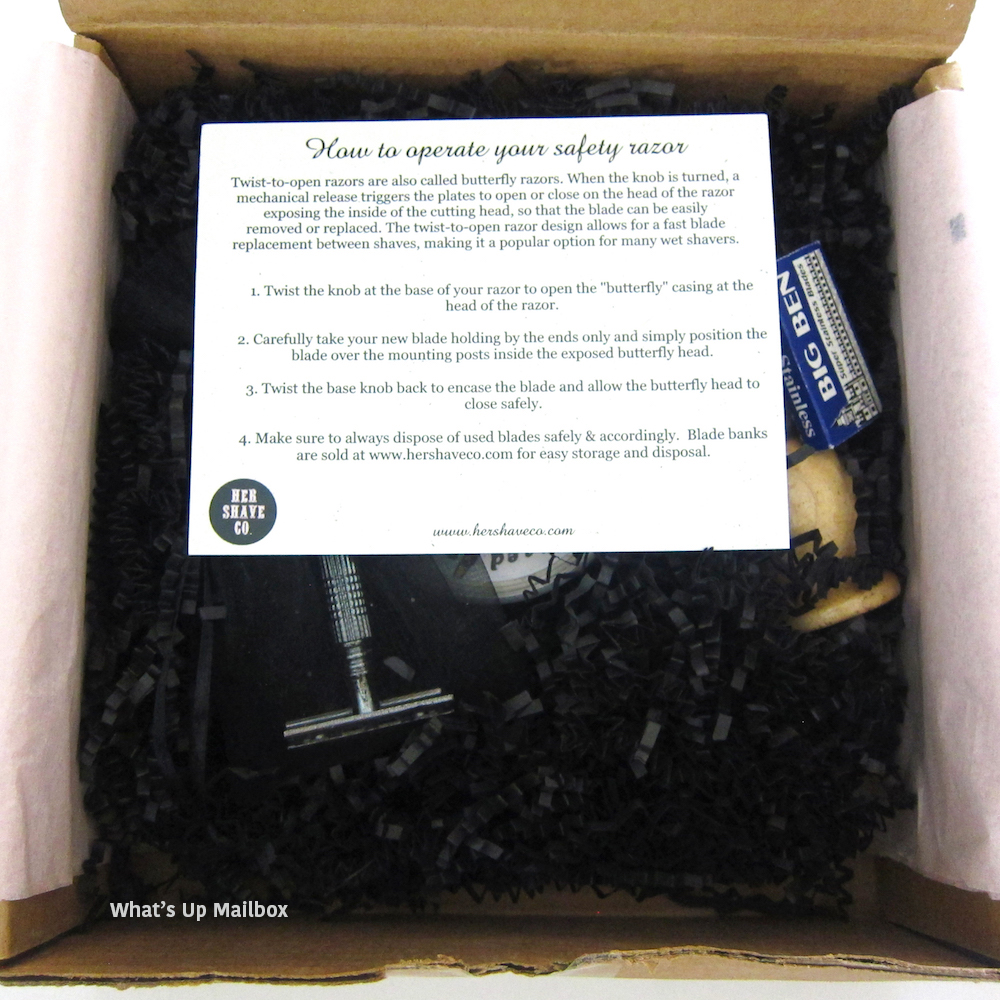 How to operate your safety razor
Twist-to-open razors are also called butterfly razors. When the knob is turned, a
mechanical release triggers the plates to open or close on the head of the razor
exposing the inside of the cutting head, so that the blade can be easily
removed or replaced. The twist-to-open razor design allows for a fast blade
replacement between shaves, making it a popular option for many wet shavers.
1. Twist the knob at the base of your razor to open the "butterfly" casing at the
head of the razor.
2. Carefully take your new blade holding by the ends only and simply position the
blade over the mounting posts inside the exposed butterfly head.
3. Twist the base knob back to encase the blade and allow the butterfly head to
close safely.
4. Make sure to always dispose of used blades safely & accordingly.  Blade banks
are sold at www.hershaveco.com for easy storage and disposal.
HER
SHAVE
CO.
www.hershaveco.com
BIG BEN
Super Stainless Blades
Stainless
What's Up Mailbox